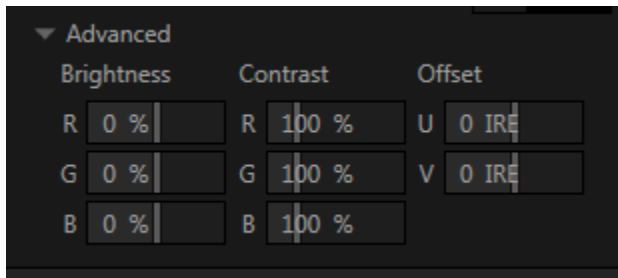 Advanced
Brightness Contrast Offset
R 0 % R 100 % U 0 IRE
G 0 % G 100 % V 0 IRE
B 0 % B 100 %